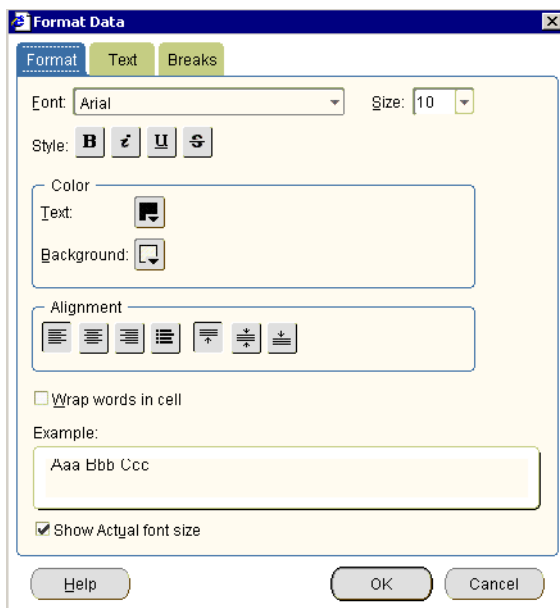 Format Data
Format Text Breaks
Font: Arial Size: 10
Style: B i U S
Color
Text:
Background:
Alignment
Wrap words in cell
Example:
Aaa Bbb Ccc
Show Actual font size
Help OK Cancel